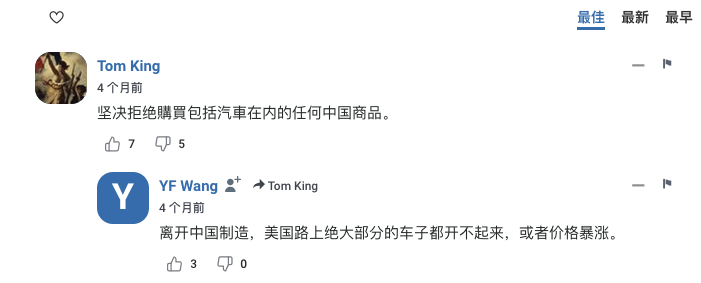 最佳 最新 最早
Tom King
4 个月前
坚决拒绝購買包括汽車在内的任何中国商品。
7 5
Y
YF Wang Tom King
4 个月前
离开中国制造，美国路上绝大部分的车子都开不起来，或者价格暴涨。
3 0